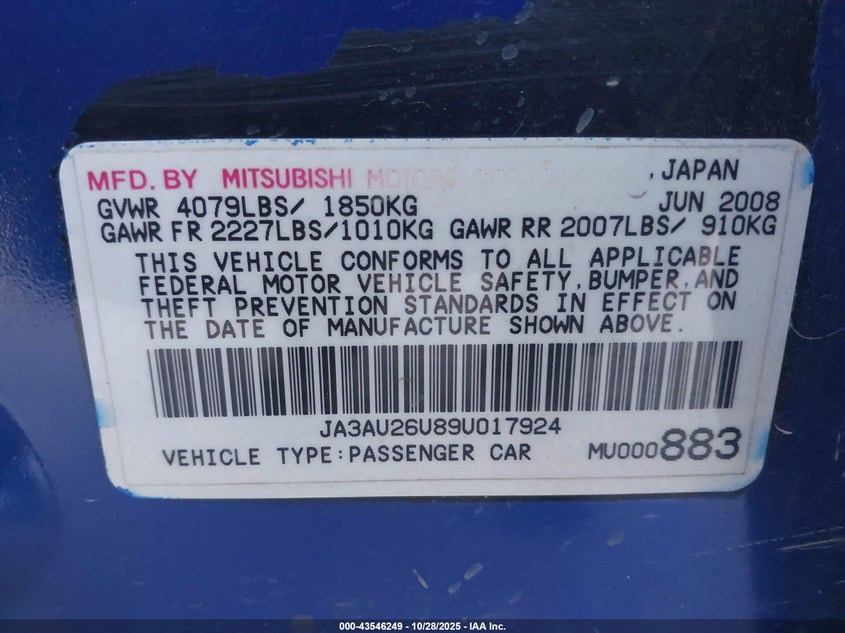 MFD. BY MITSUBISHI MOTORS , JAPAN
GVWR 4079LBS/ 1850KG JUN 2008
GAWR FR 2227LBS/1010KG GAWR RR 2007LBS/ 910KG
THIS VEHICLE CONFORMS TO ALL APPLICABLE
FEDERAL MOTOR VEHICLE SAFETY, BUMPER, AND
THEFT PREVENTION STANDARDS IN EFFECT ON
THE DATE OF MANUFACTURE SHOWN ABOVE.
JA3AU26U89U017924
VEHICLE TYPE:PASSENGER CAR MU000883
000-43546249 - 10/28/2025 - IAA Inc.